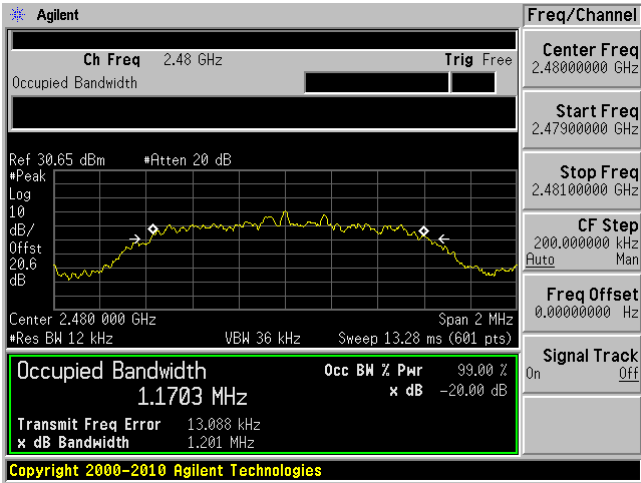 Agilent
Freq/Channel
Ch Freq 2.48 GHz Trig Free
Occupied Bandwidth
Center Freq
2.48000000 GHz
Start Freq
2.47900000 GHz
Stop Freq
2.48100000 GHz
CF Step
200.000000 kHz
Auto Man
Freq Offset
0.00000000 Hz
Signal Track
On Off
Ref 30.65 dBm #Atten 20 dB
#Peak
Log
10
dB/
Offst
20.6
dB
Center 2.480 000 GHz Span 2 MHz
#Res BW 12 kHz VBW 36 kHz Sweep 13.28 ms (601 pts)
Occupied Bandwidth Occ BW % Pwr 99.00 %
1.1703 MHz x dB -20.00 dB
Transmit Freq Error 13.088 kHz
x dB Bandwidth 1.201 MHz
Copyright 2000-2010 Agilent Technologies